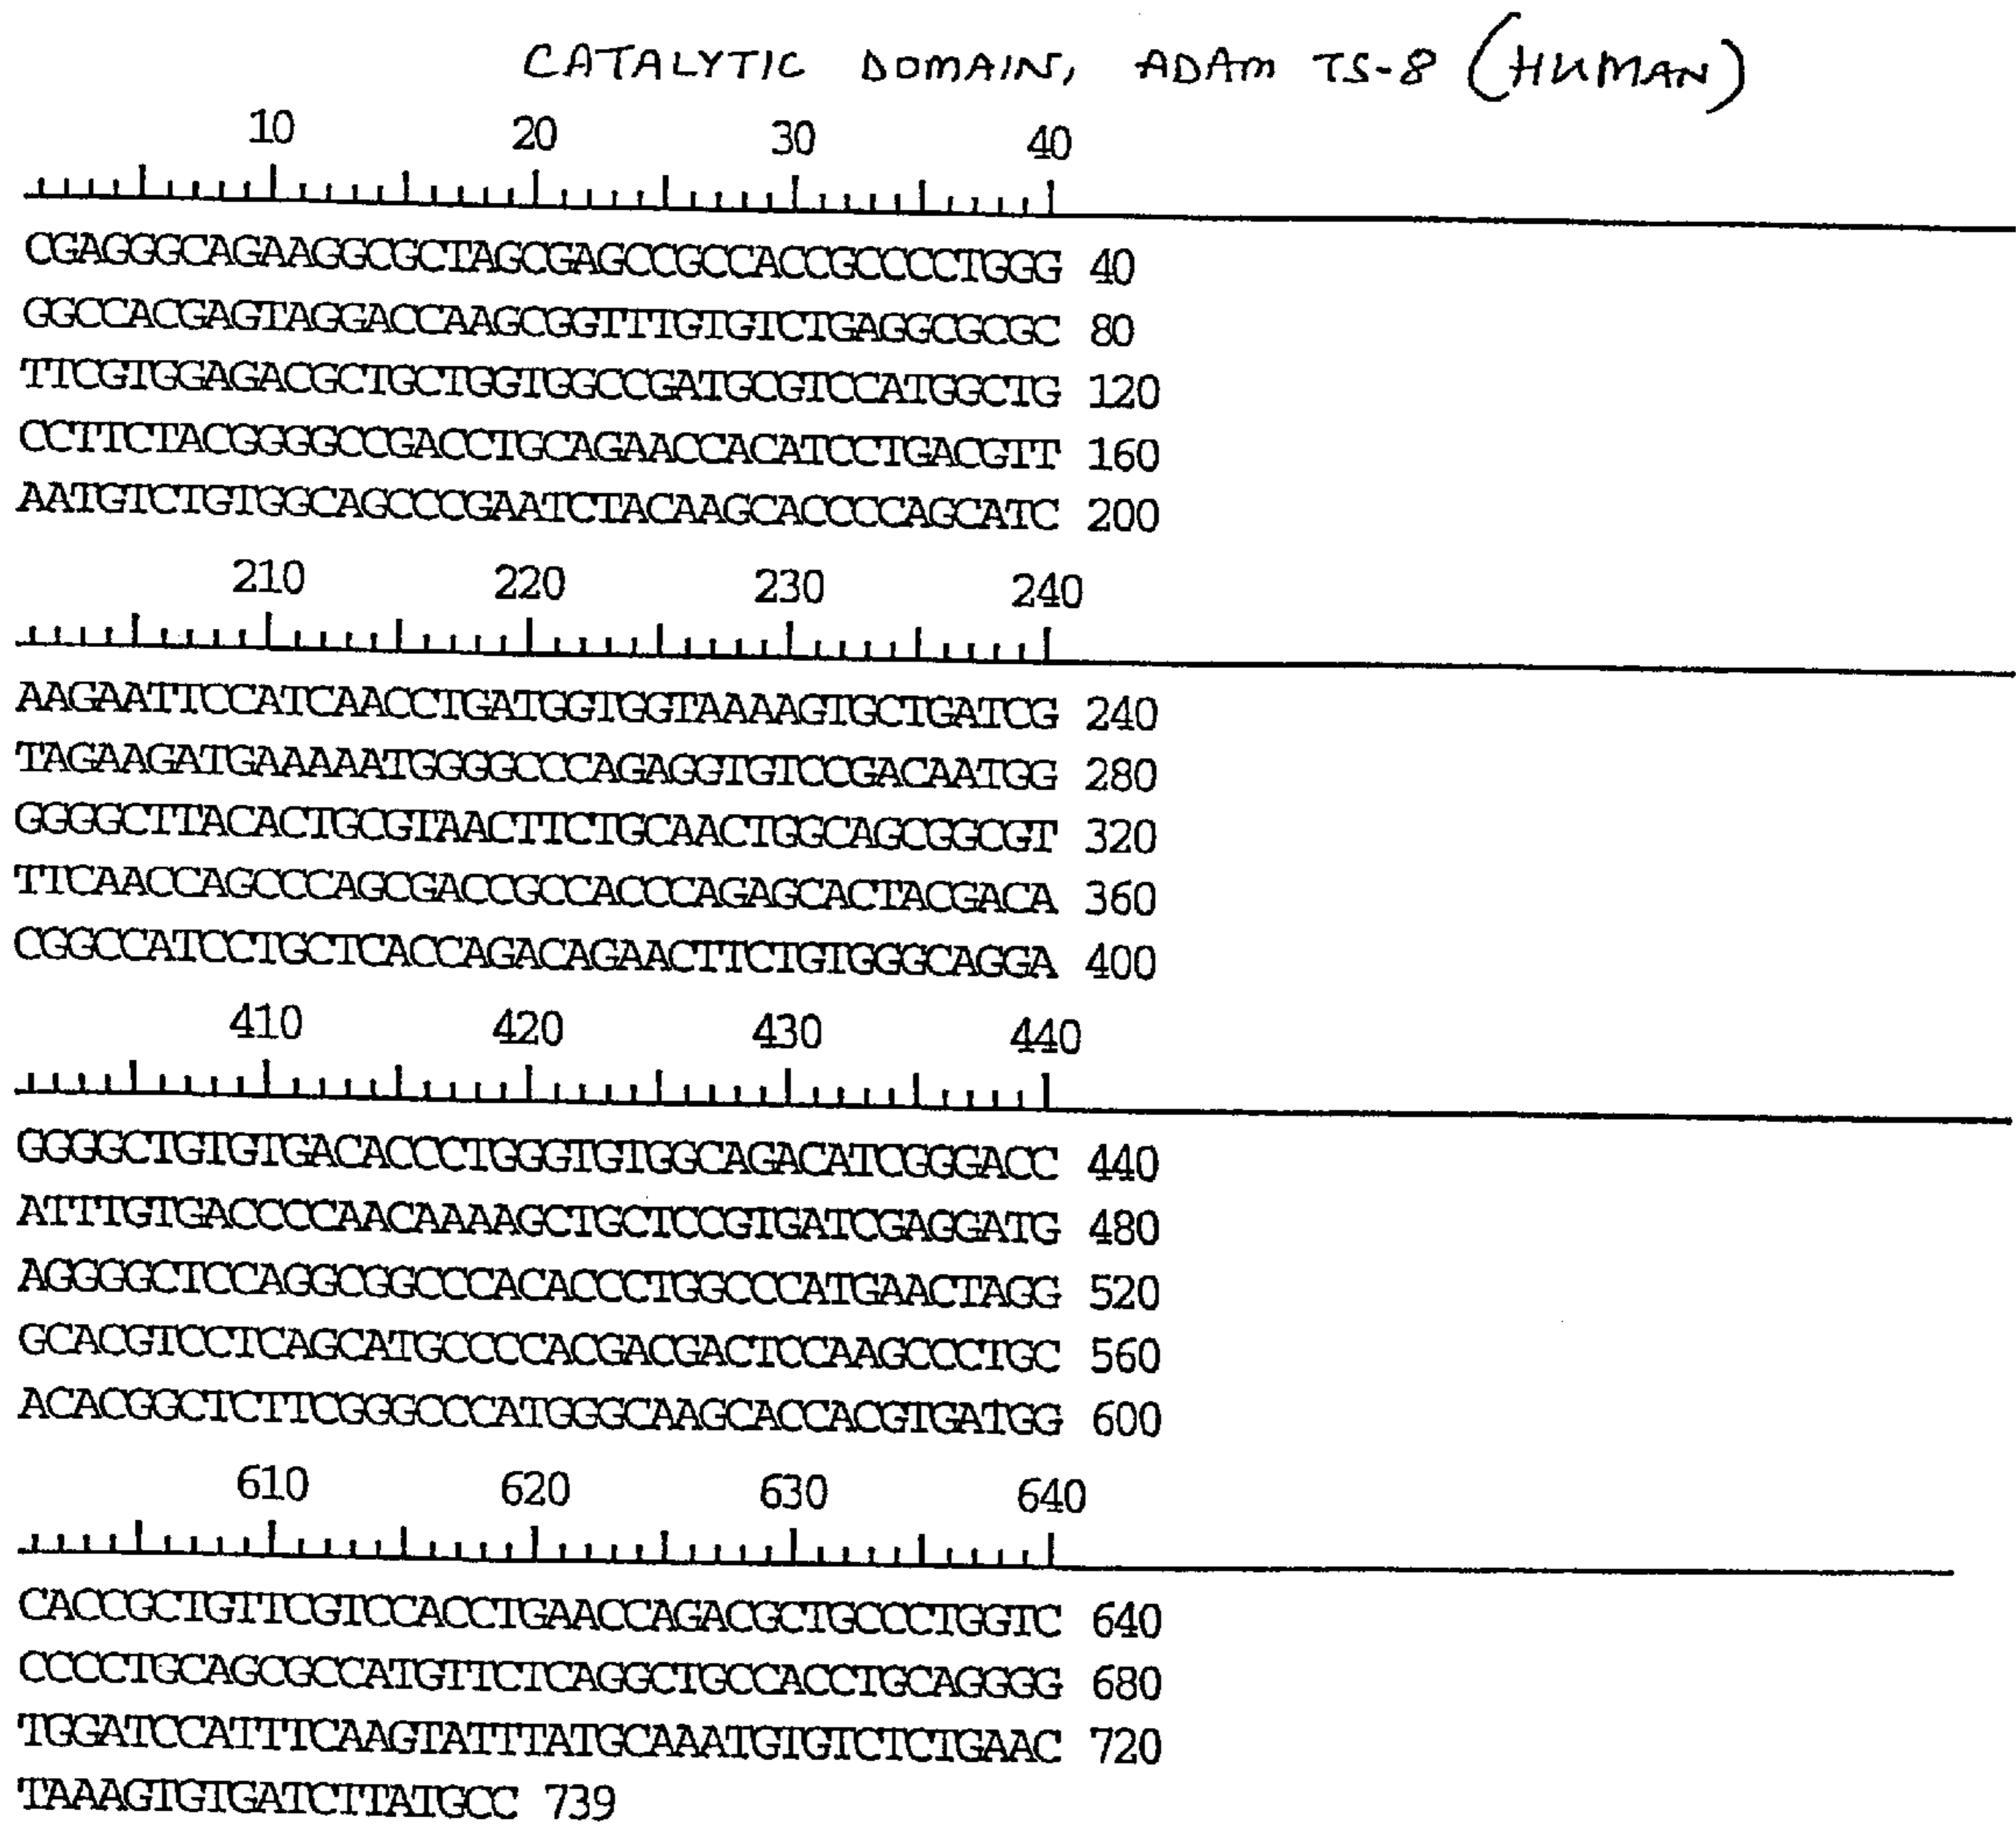 CATALYTIC DOMAIN, ADAM TS-8 (HUMAN)
10 20 30 40
CGAGGGCAGAAGGCGCTAGCGAGCCGCCACCGCCCCTGGG 40
GGCCACGAGTAGGACCAAGCGGTTTGTGTCTGAGGCGCGC 80
TTCGTGGAGACGCTGCTGGTGGCCGATGCGTCCATGGCTG 120
CCTTCTACGGGGCCGACCTGCAGAACCACATCCTGACGTT 160
AATGTCTGTGGCAGCCCGAATCTACAAGCACCCCAGCATC 200
210 220 230 240
AAGAATTCCATCAACCTGATGGTGGTAAAAGTGCTGATCG 240
TAGAAGATGAAAAATGGGGCCCAGAGGTGTCCGACAATGG 280
GGGGCTTACACTGCGTAACTTCTGCAACTGGCAGCGGCGT 320
TTCAACCAGCCCAGCGACCGCCACCCAGAGCACTACGACA 360
CGGCCATCCTGCTCACCAGACAGAACTTCTGTGGGCAGGA 400
410 420 430 440
GGGGCTGTGTGACACCCTGGGTGTGGCAGACATCGGGACC 440
ATTTGTGACCCCAACAAAAGCTGCTCCGTGATCGAGGATG 480
AGGGGCTCCAGGCGGCCCACACCCTGGCCCATGAACTAGG 520
GCACGTCCTCAGCATGCCCCACGACGACTCCAAGCCCTGC 560
ACACGGCTCTTCGGGCCCATGGGCAAGCACCACGTGATGG 600
610 620 630 640
CACCGCTGTTCGTCCACCTGAACCAGACGCTGCCCTGGTC 640
CCCCTGCAGCGCCATGTTCTCAGGCTGCCACCTGCAGGGG 680
TGGATCCATTTCAAGTATTTATGCAAATGTGTCTCTGAAC 720
TAAAGTGTGATCTTATGCC 739